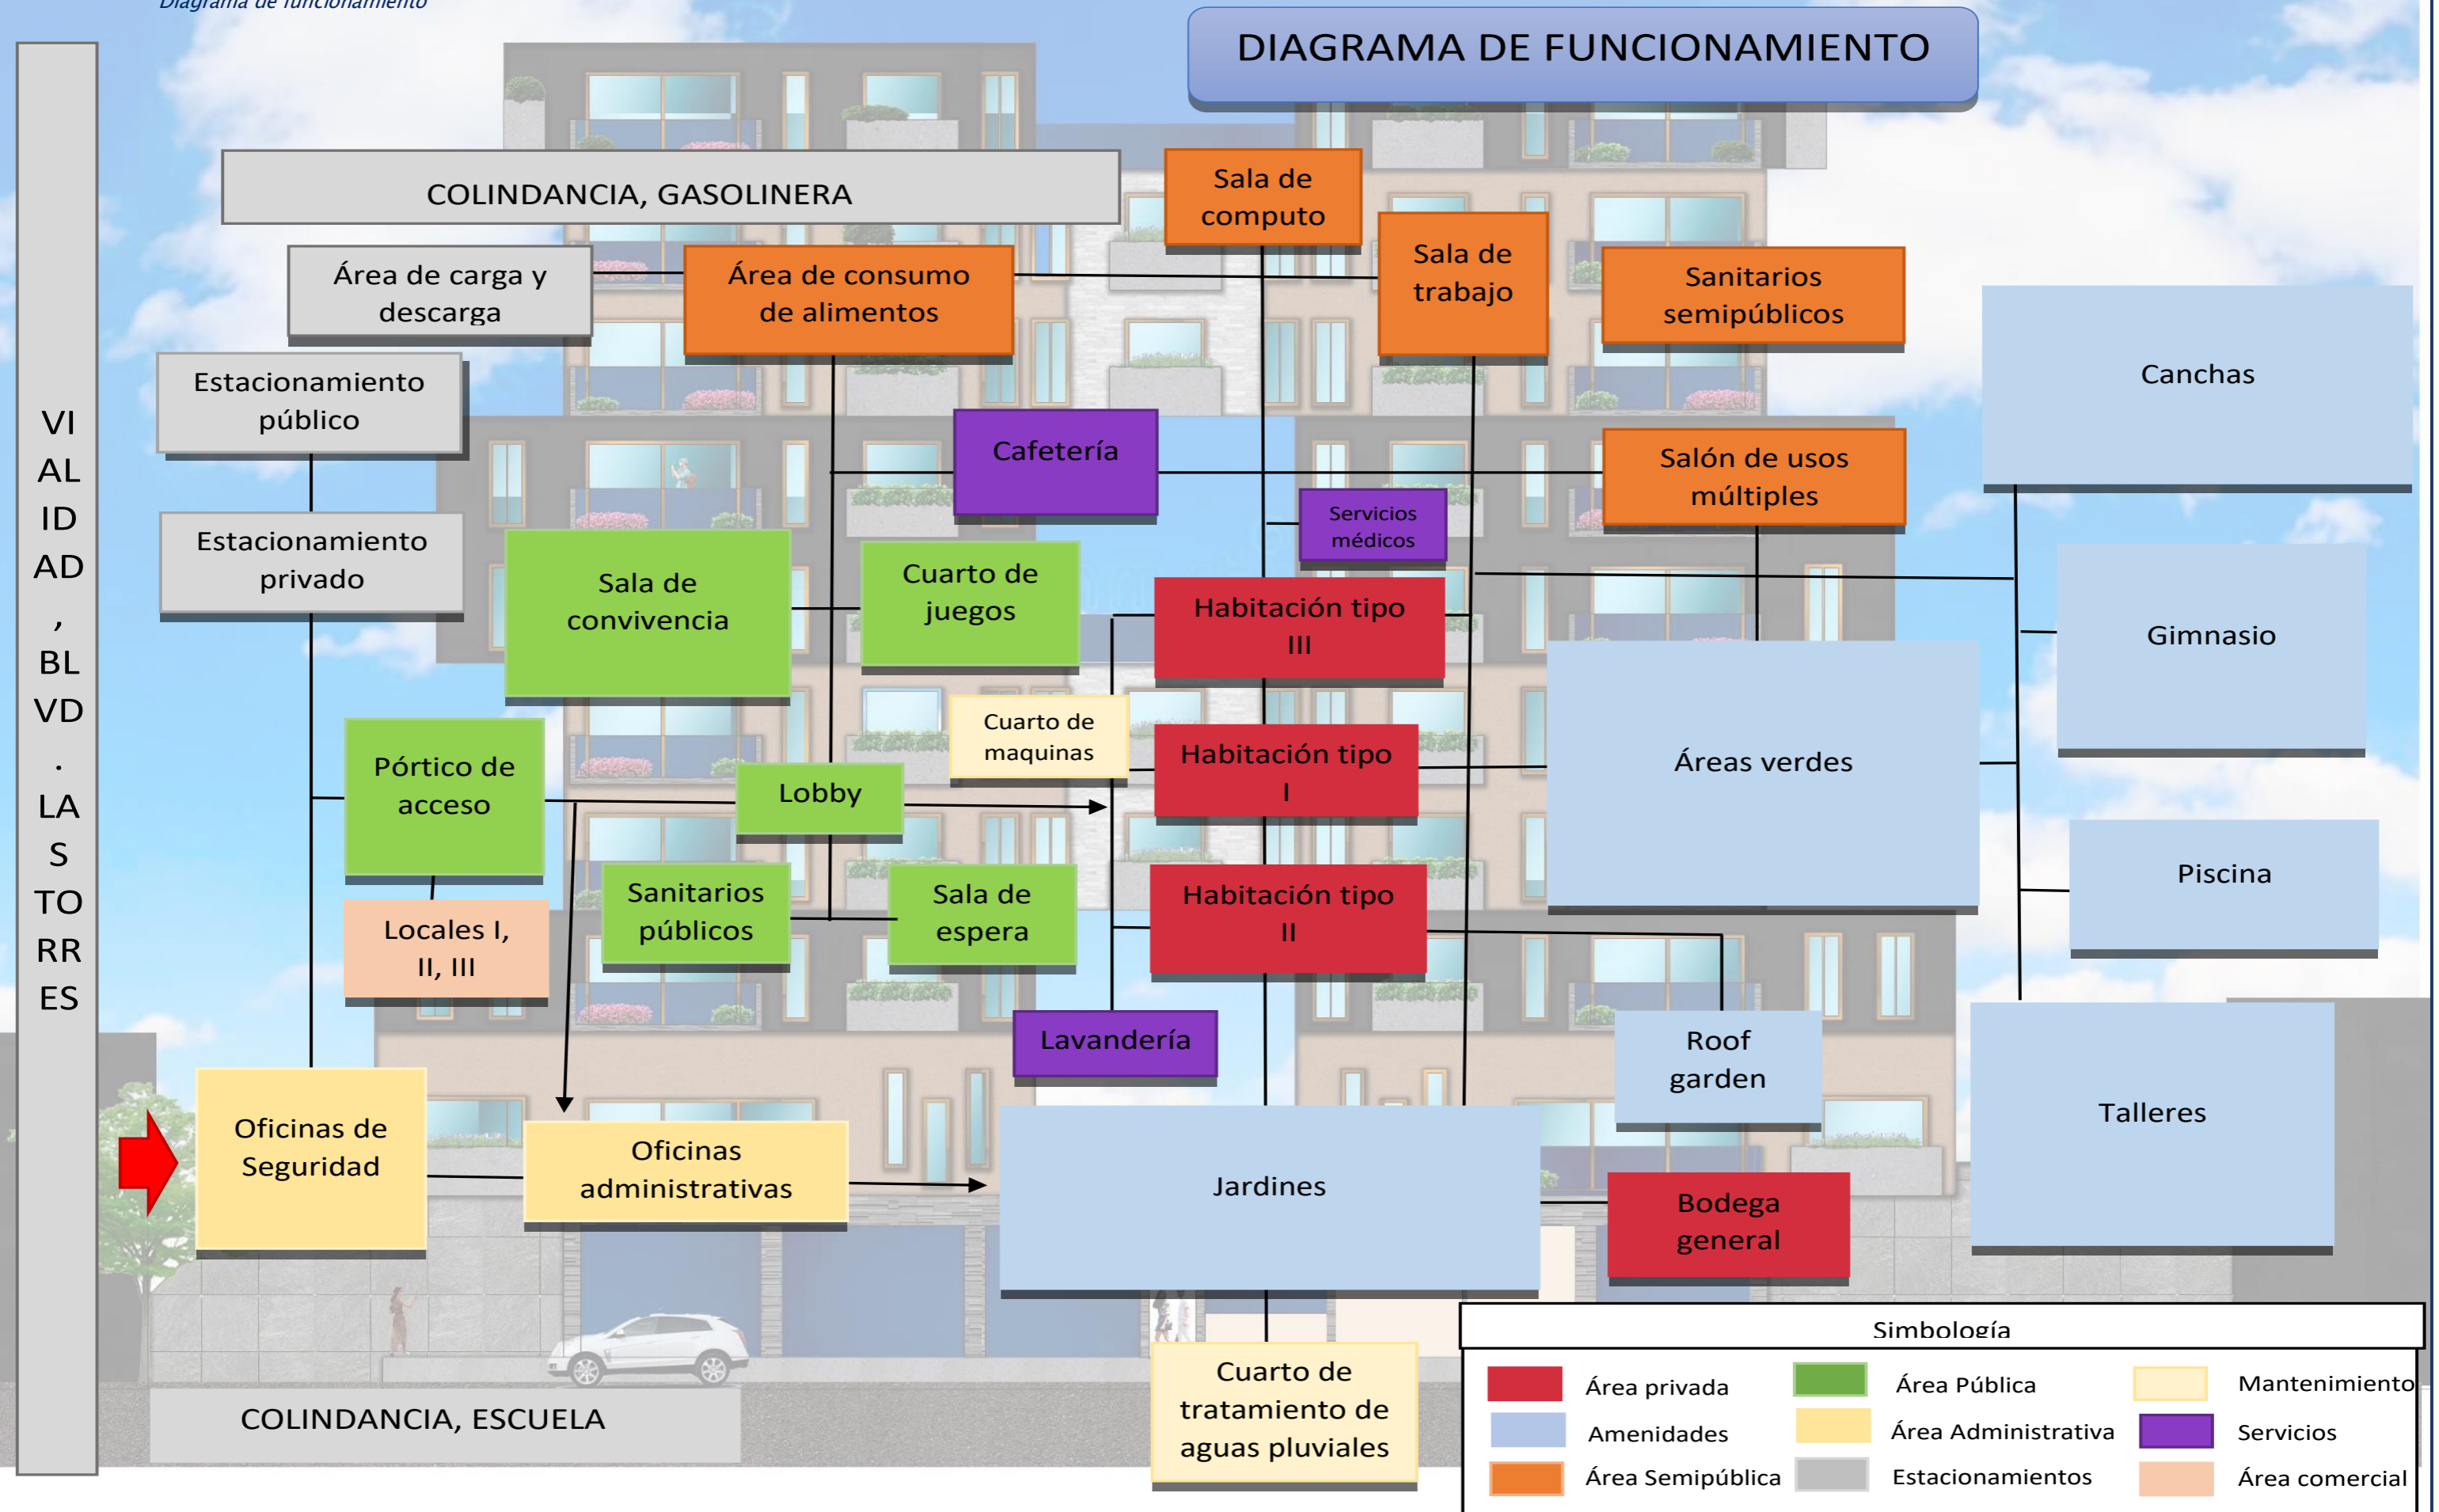 Diagrama de funcionamiento
DIAGRAMA DE FUNCIONAMIENTO
VI
AL
ID
AD
,
BL
VD
.
LA
S
TO
RR
ES
COLINDANCIA, GASOLINERA
Sala de
computo
Sala de
trabajo
Área de carga y
descarga
Área de consumo
de alimentos
Sanitarios
semipúblicos
Canchas
Estacionamiento
público
Cafetería
Salón de usos
múltiples
Servicios
médicos
Estacionamiento
privado
Sala de
convivencia
Cuarto de
juegos
Habitación tipo
III
Gimnasio
Cuarto de
maquinas
Habitación tipo
I
Áreas verdes
Pórtico de
acceso
Lobby
Piscina
Sanitarios
públicos
Sala de
espera
Habitación tipo
II
Locales I,
II, III
Lavandería
Roof
garden
Talleres
Oficinas de
Seguridad
Oficinas
administrativas
Jardines
Bodega
general
Cuarto de
tratamiento de
aguas pluviales
COLINDANCIA, ESCUELA
Simbología
Área privada
Área Pública
Mantenimiento
Amenidades
Área Administrativa
Servicios
Área Semipública
Estacionamientos
Área comercial